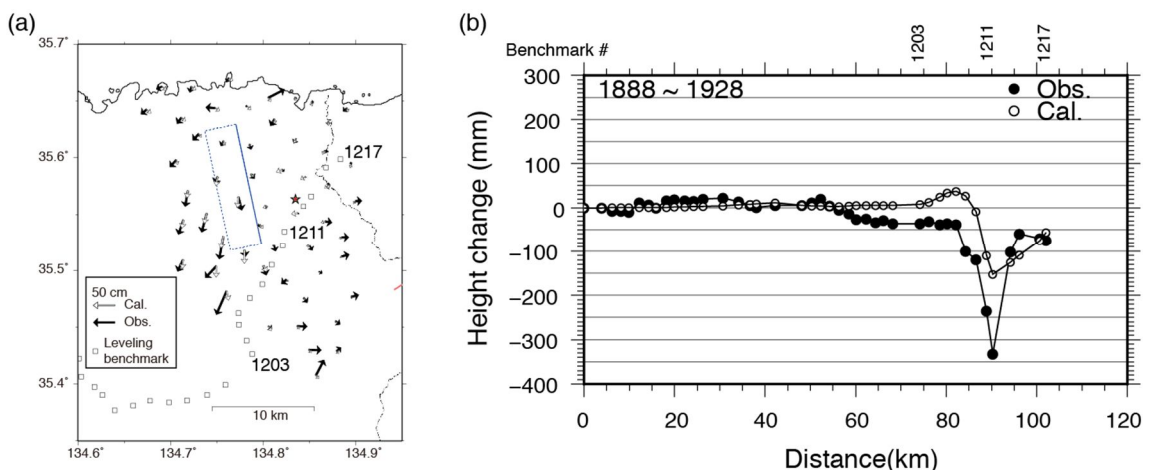 (a)
35.7˚
35.6˚
35.5˚
35.4˚
134.6˚ 134.7˚ 134.8˚ 134.9˚
1217
1211
1203
50 cm
Cal.
Obs.
Leveling
benchmark
10 km
(b)
Benchmark #
1203
1211
1217
1888 ~ 1928
Obs.
Cal.
Height change (mm)
300
200
100
0
−100
−200
−300
−400
0 20 40 60 80 100 120
Distance(km)